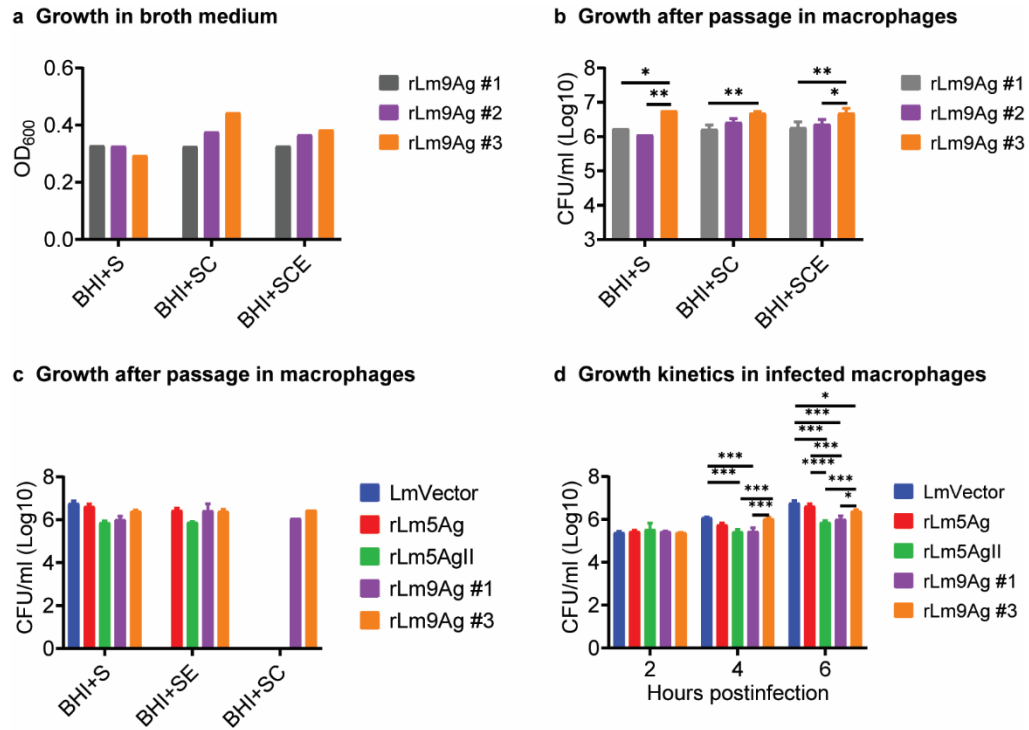 a Growth in broth medium
0.6
0.4
0.2
0.0
OD600
BHI+S
BHI+SC
BHI+SCE
rLm9Ag #1
rLm9Ag #2
rLm9Ag #3
b Growth after passage in macrophages
8
7
6
5
4
3
CFU/ml (Log10)
*
**
**
**
*
BHI+S
BHI+SC
BHI+SCE
rLm9Ag #1
rLm9Ag #2
rLm9Ag #3
c Growth after passage in macrophages
8
6
4
2
0
CFU/ml (Log10)
BHI+S
BHI+SE
BHI+SC
LmVector
rLm5Ag
rLm5AgII
rLm9Ag #1
rLm9Ag #3
d Growth kinetics in infected macrophages
8
6
4
2
0
CFU/ml (Log10)
***
***
***
***
*
***
***
***
****
***
*
2
4
6
Hours postinfection
LmVector
rLm5Ag
rLm5AgII
rLm9Ag #1
rLm9Ag #3